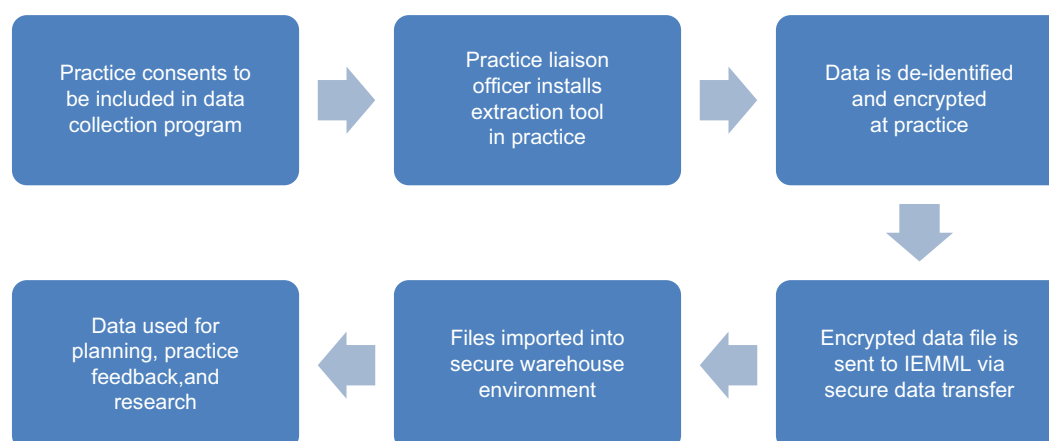 Practice consents to
be included in data
collection program
Practice liaison
officer installs
extraction tool
in practice
Data is de-identified
and encrypted
at practice
Encrypted data file is
sent to IEMML via
secure data transfer
Files imported into
secure warehouse
environment
Data used for
planning, practice
feedback,and
research